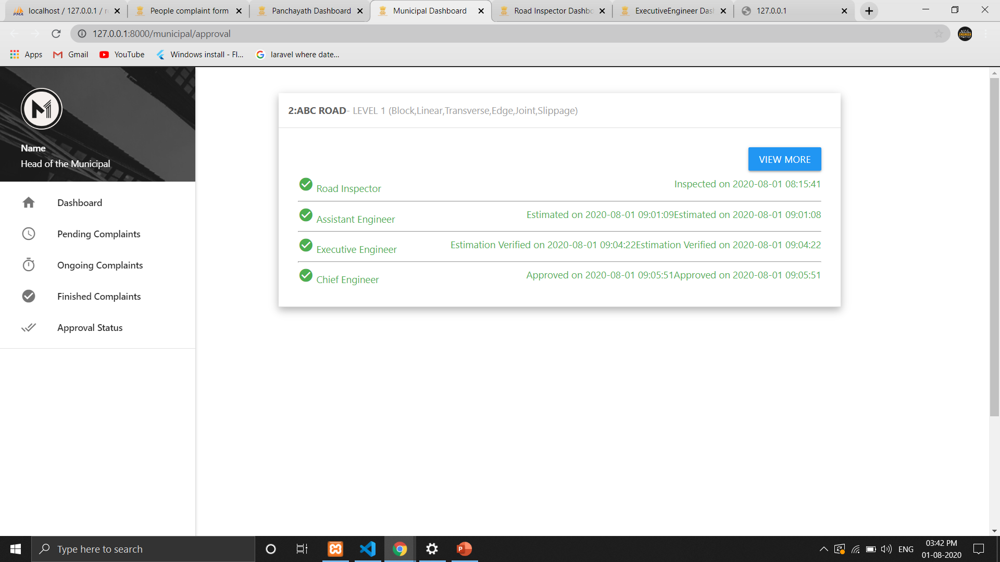 localhost / 127.0.0.1 /
People complaint form
Panchayath Dashboard
Municipal Dashboard
Road Inspector Dashbo
ExecutiveEngineer Das
127.0.0.1
127.0.0.1:8000/municipal/approval
Apps
Gmail
YouTube
Windows install - Fl...
laravel where date...
Name
Head of the Municipal
Dashboard
Pending Complaints
Ongoing Complaints
Finished Complaints
Approval Status
2:ABC ROAD- LEVEL 1 (Block,Linear,Transverse,Edge,Joint,Slippage)
VIEW MORE
Road Inspector
Inspected on 2020-08-01 08:15:41
Assistant Engineer
Estimated on 2020-08-01 09:01:09Estimated on 2020-08-01 09:01:08
Executive Engineer
Estimation Verified on 2020-08-01 09:04:22Estimation Verified on 2020-08-01 09:04:22
Chief Engineer
Approved on 2020-08-01 09:05:51Approved on 2020-08-01 09:05:51
Type here to search
ENG
03:42 PM
01-08-2020